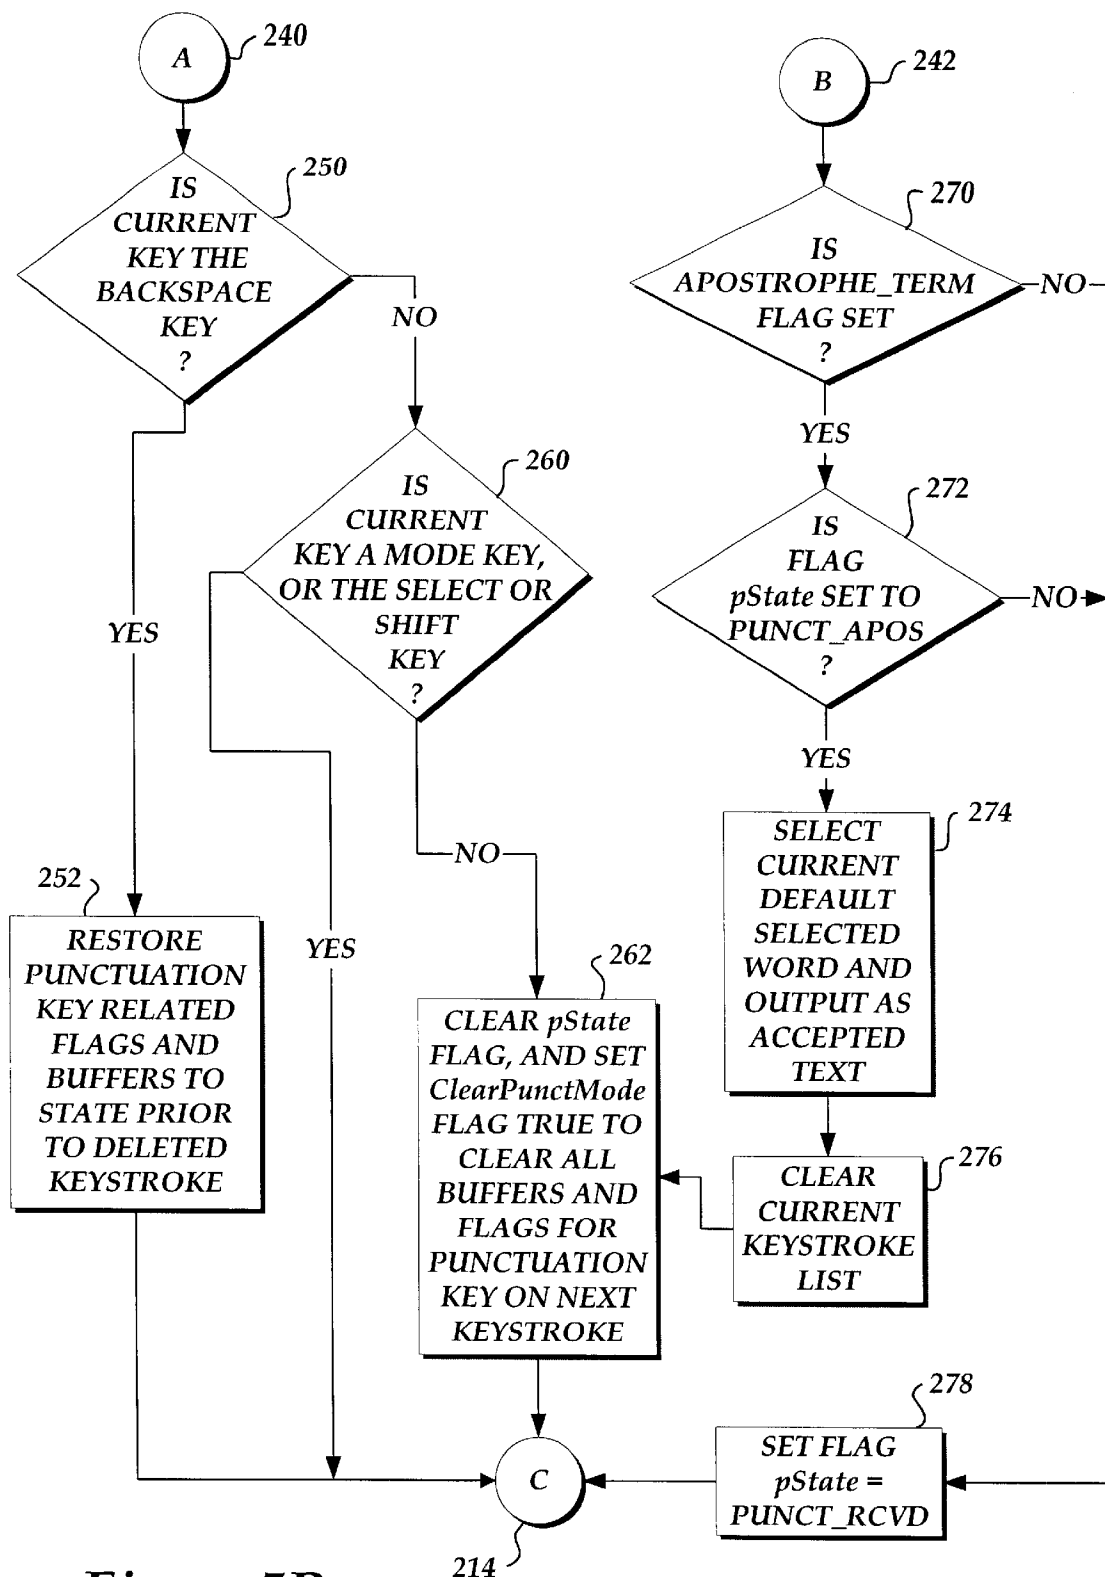 A
240
IS
CURRENT
KEY THE
BACKSPACE
KEY
?
250
NO
YES
IS
CURRENT
KEY A MODE KEY,
OR THE SELECT OR
SHIFT
KEY
?
260
YES
NO
252
RESTORE
PUNCTUATION
KEY RELATED
FLAGS AND
BUFFERS TO
STATE PRIOR
TO DELETED
KEYSTROKE
262
CLEAR pState
FLAG, AND SET
ClearPunctMode
FLAG TRUE TO
CLEAR ALL
BUFFERS AND
FLAGS FOR
PUNCTUATION
KEY ON NEXT
KEYSTROKE
B
242
IS
APOSTROPHE_TERM
FLAG SET
?
270
NO
YES
IS
FLAG
pState SET TO
PUNCT_APOS
?
272
NO
YES
SELECT
CURRENT
DEFAULT
SELECTED
WORD AND
OUTPUT AS
ACCEPTED
TEXT
274
CLEAR
CURRENT
KEYSTROKE
LIST
276
SET FLAG
pState =
PUNCT_RCVD
278
C
214